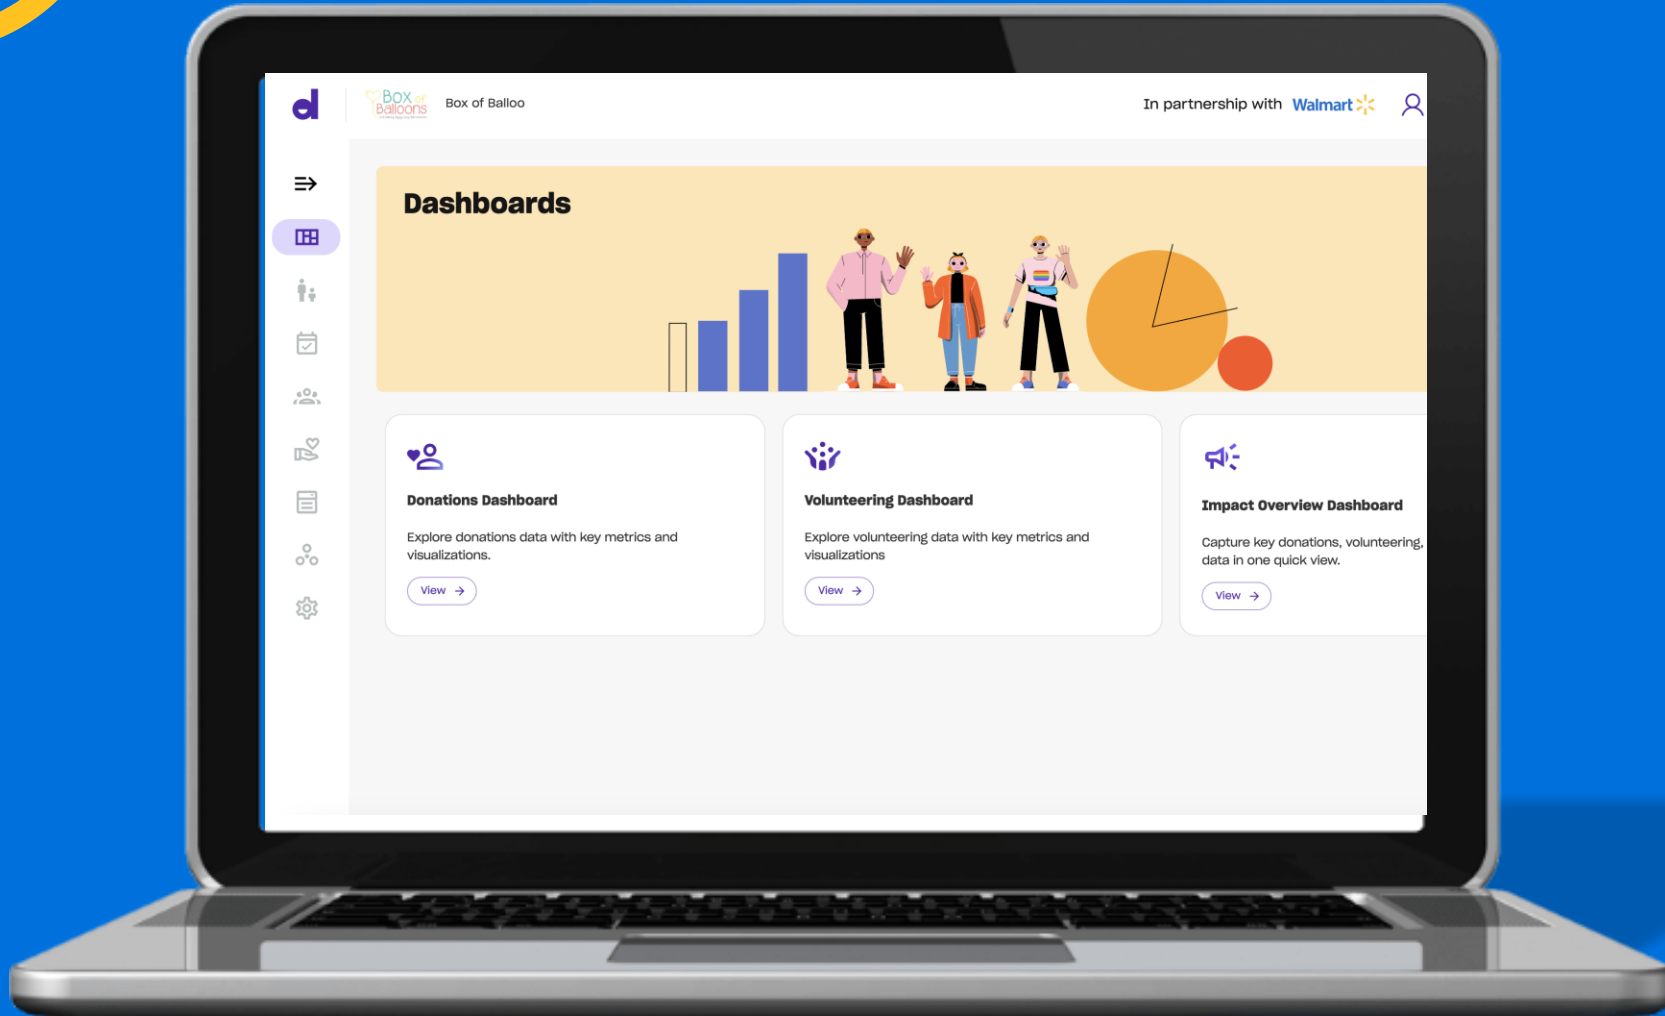 d
Box of
Balloons
Box of Balloo
In partnership with Walmart
Dashboards
Donations Dashboard
Explore donations data with key metrics and
visualizations.
View →
Volunteering Dashboard
Explore volunteering data with key metrics and
visualizations
View →
Impact Overview Dashboard
Capture key donations, volunteering,
data in one quick view.
View →